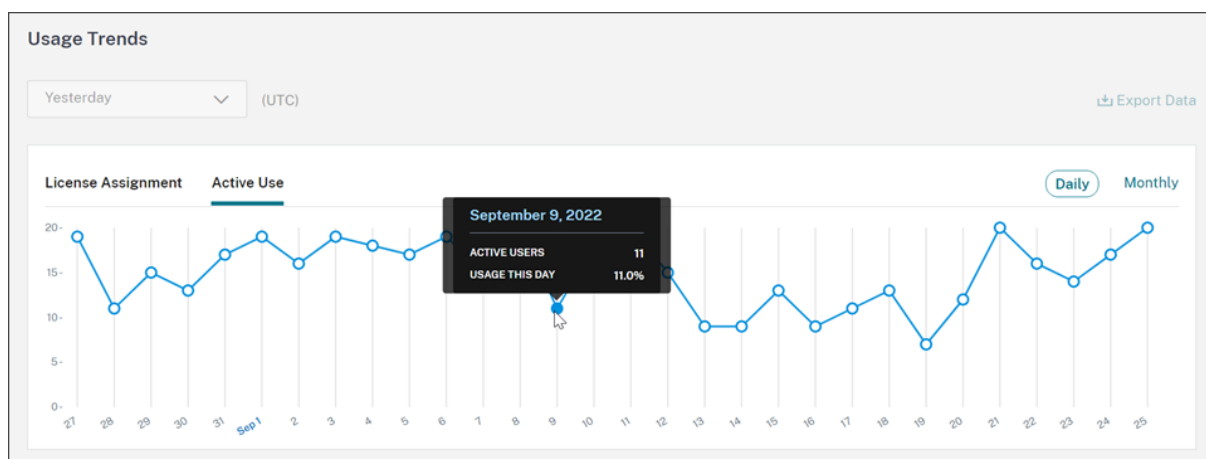 Usage Trends
Yesterday (UTC) Export Data
License Assignment Active Use Daily Monthly
September 9, 2022
ACTIVE USERS 11
USAGE THIS DAY 11.0%
20-
15-
10-
5-
0-
27 28 29 30 31 Sep 1 2 3 4 5 6 7 8 9 10 11 12 13 14 15 16 17 18 19 20 21 22 23 24 25